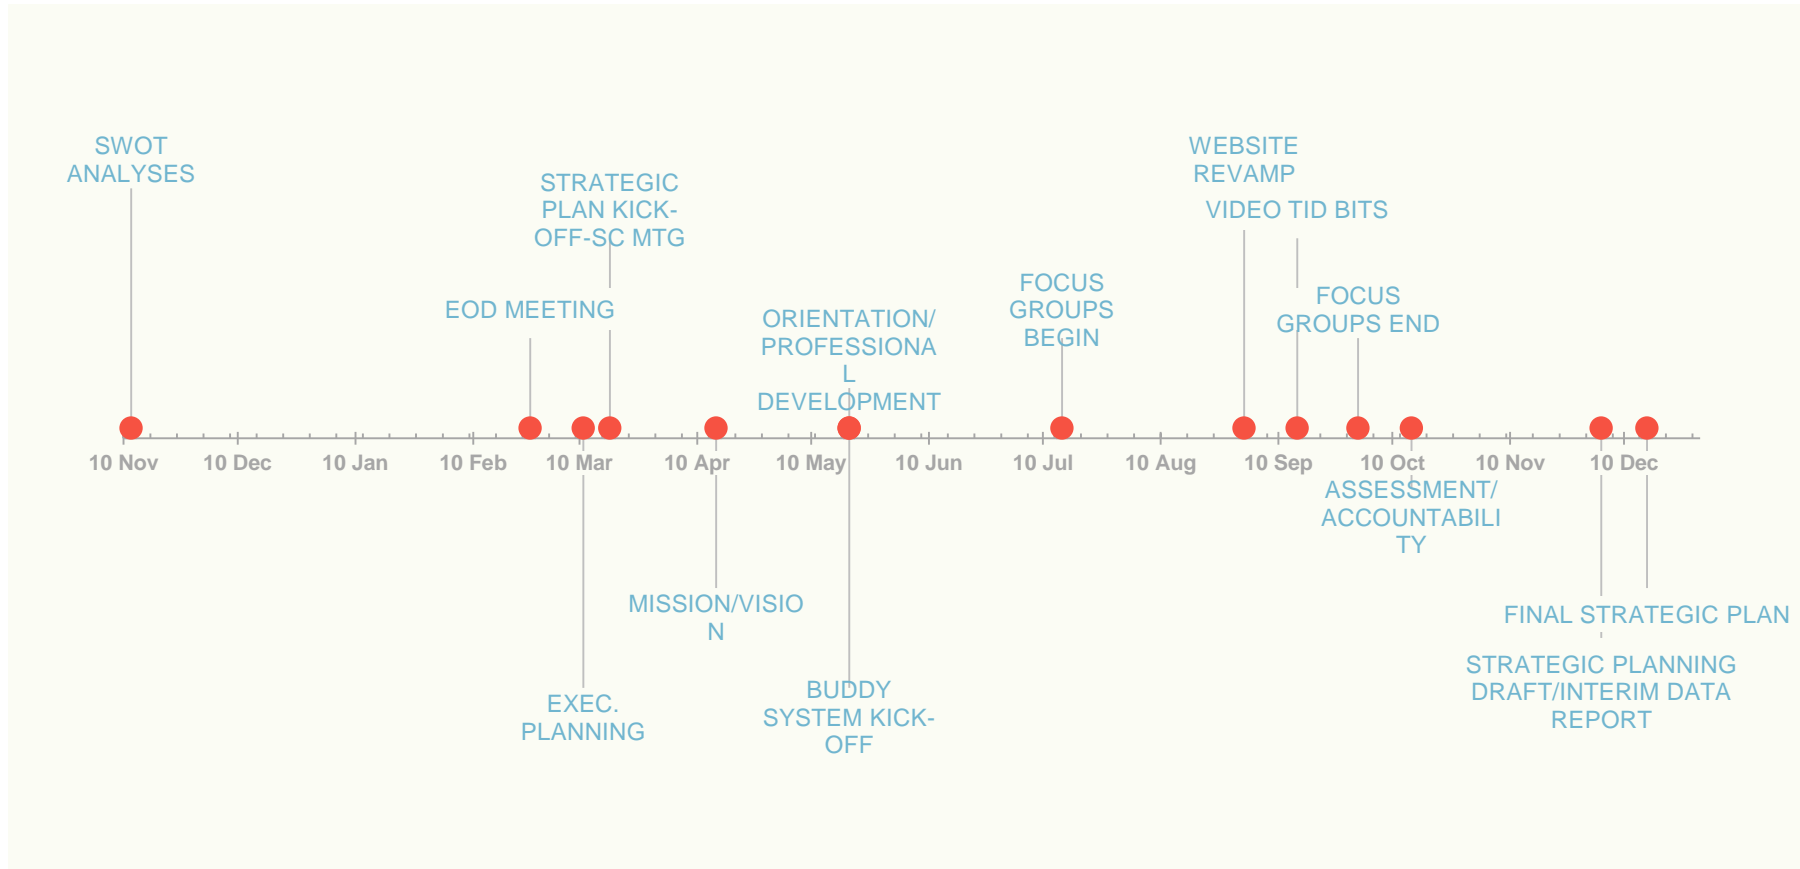 SWOT
ANALYSES
WEBSITE
REVAMP
STRATEGIC
PLAN KICK-
OFF-SC MTG
VIDEO TID BITS
FOCUS
GROUPS
BEGIN
FOCUS
GROUPS END
EOD MEETING
ORIENTATION/
PROFESSIONA
L
DEVELOPMENT
10 Nov 10 Dec 10 Jan 10 Feb 10 Mar 10 Apr 10 May 10 Jun 10 Jul 10 Aug 10 Sep 10 Oct 10 Nov 10 Dec
ASSESSMENT/
ACCOUNTABILI
TY
MISSION/VISIO
N
FINAL STRATEGIC PLAN
STRATEGIC PLANNING
DRAFT/INTERIM DATA
REPORT
EXEC.
PLANNING
BUDDY
SYSTEM KICK-
OFF